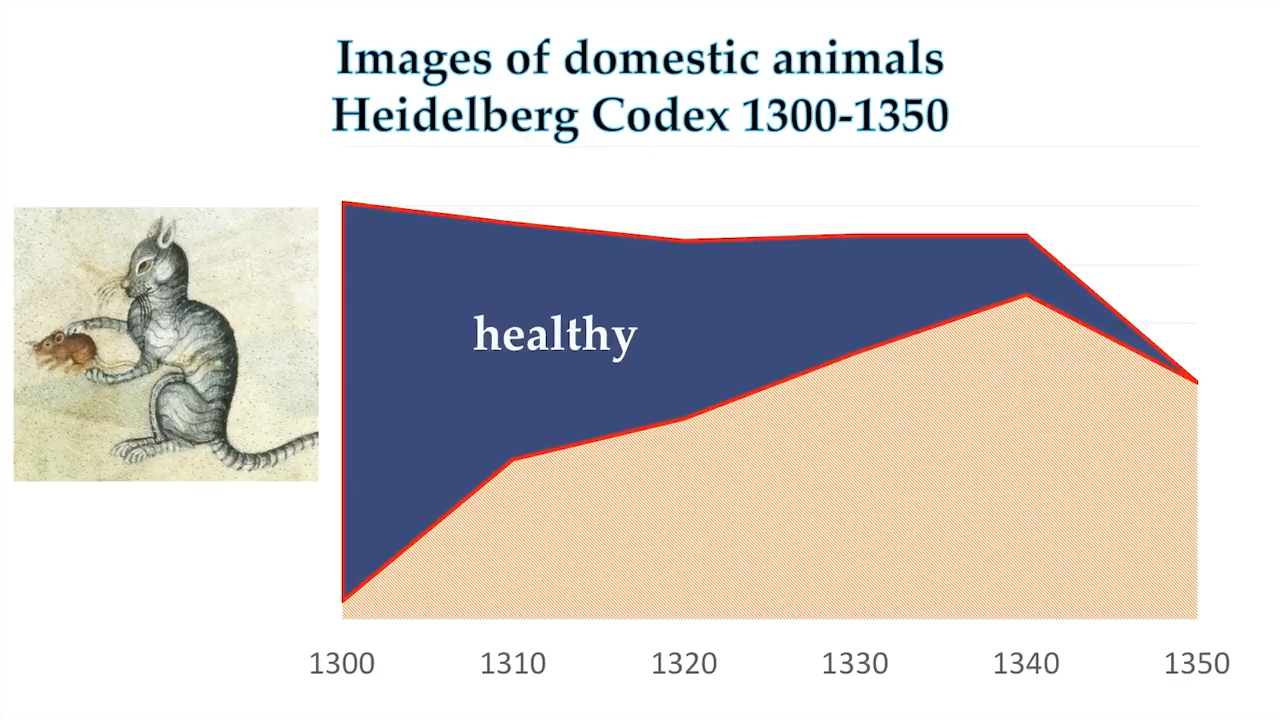 Images of domestic animals
Heidelberg Codex 1300-1350
healthy
1300 1310 1320 1330 1340 1350